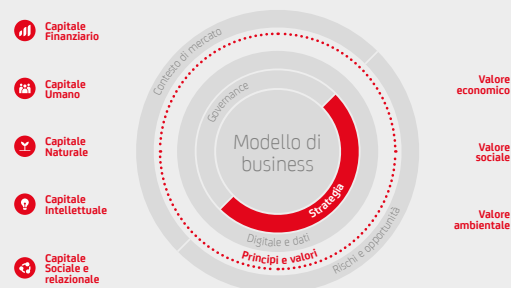 Capitale
Finanziario
Capitale
Umano
Capitale
Naturale
Capitale
Intellettuale
Capitale
Sociale e
relazionale
Contesto di mercato
Governance
Modello di
business
Strategia
Digitale e dati
Principi e valori
Rischi e opportunità
Valore
economico
Valore
sociale
Valore
ambientale